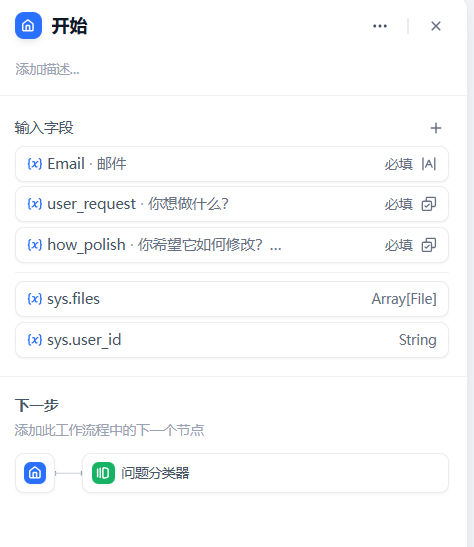 开始
添加描述...
输入字段
{x} Email · 邮件 必填
{x} user_request · 你想做什么? 必填
{x} how_polish · 你希望它如何修改? ... 必填
{x} sys.files Array[File]
{x} sys.user_id String
下一步
添加此工作流程中的下一个节点
问题分类器